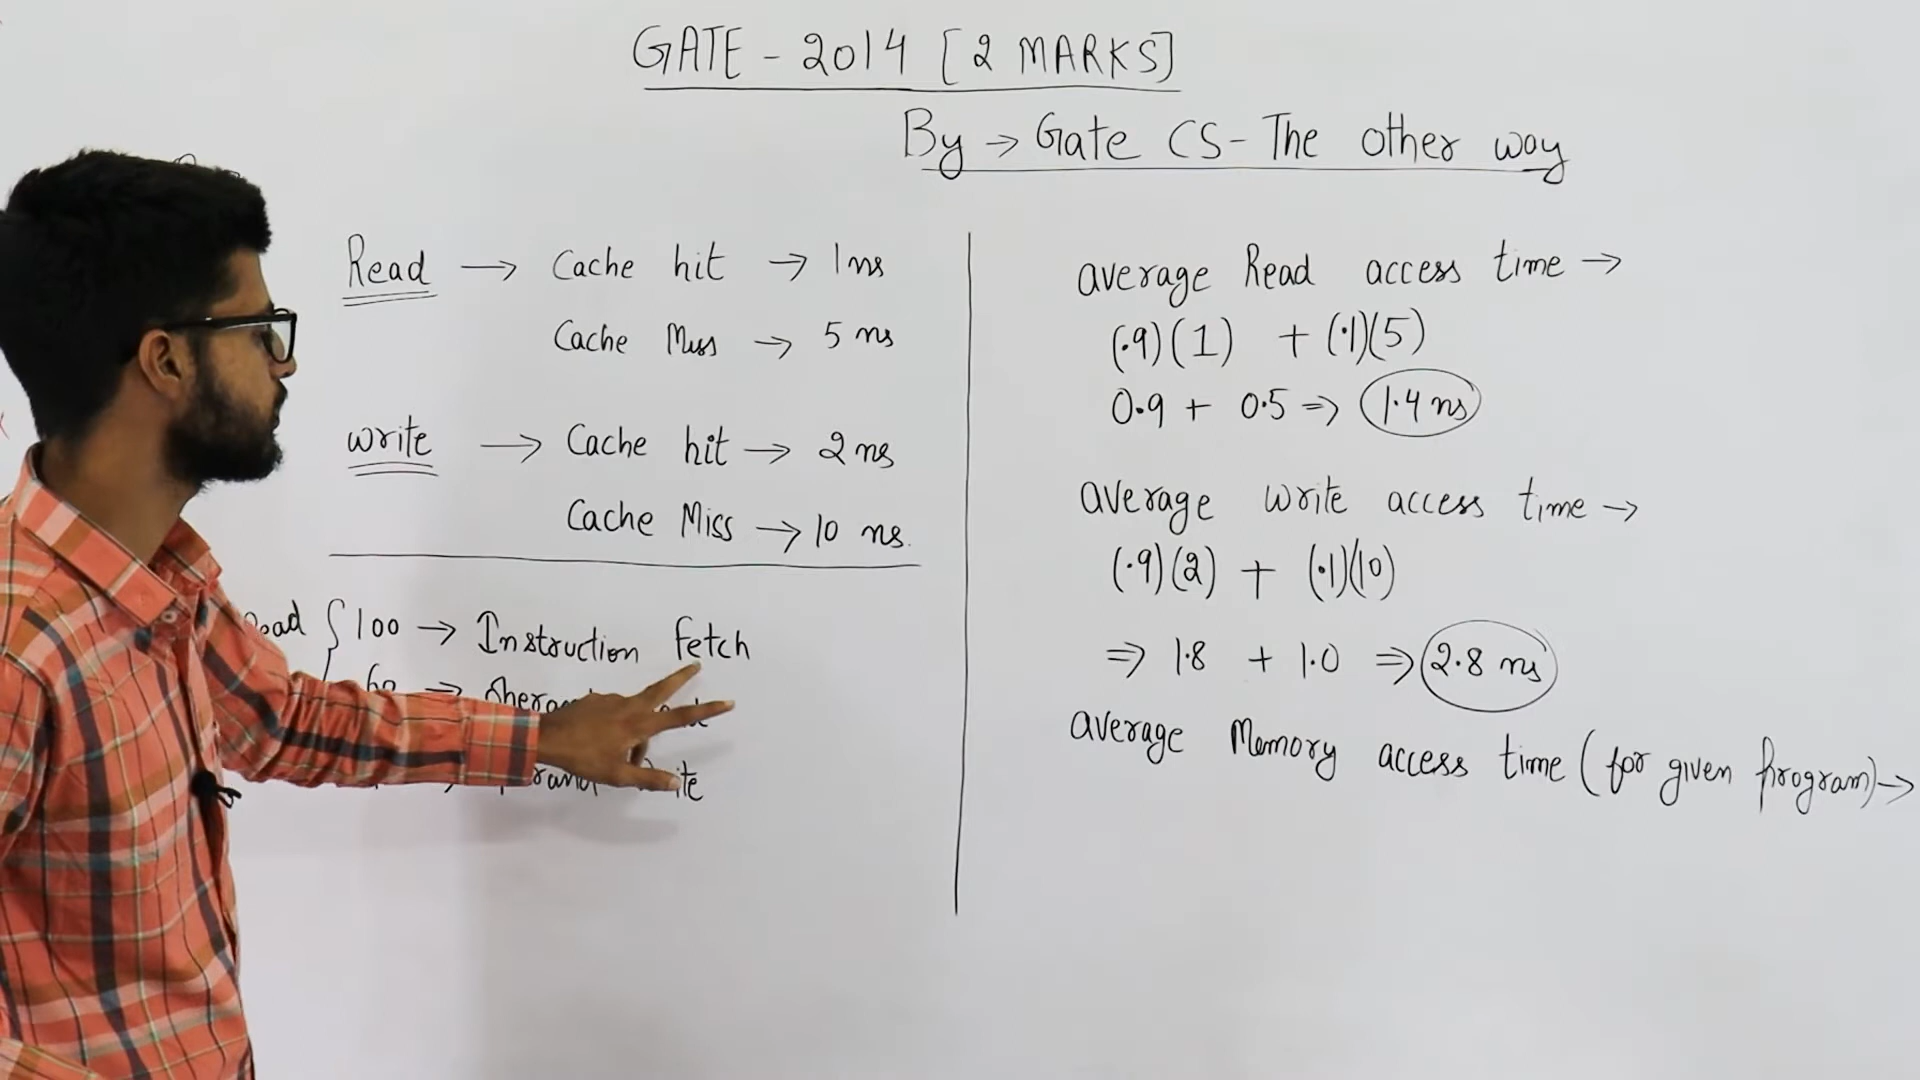 GATE - 2014 [2 MARKS]
By → Gate CS - The other way
Read → Cache hit → 1 ns
Cache Miss → 5 ns
write → Cache hit → 2 ns
Cache Miss → 10 ns.
100 → Instruction fetch
60 →
average Read access time →
(.9)(1) + (.1)(5)
0.9 + 0.5 ⇒ 1.4 ns
average write access time →
(.9)(2) + (.1)(10)
⇒ 1.8 + 1.0 ⇒ 2.8 ns
average Memory access time (for given program) →